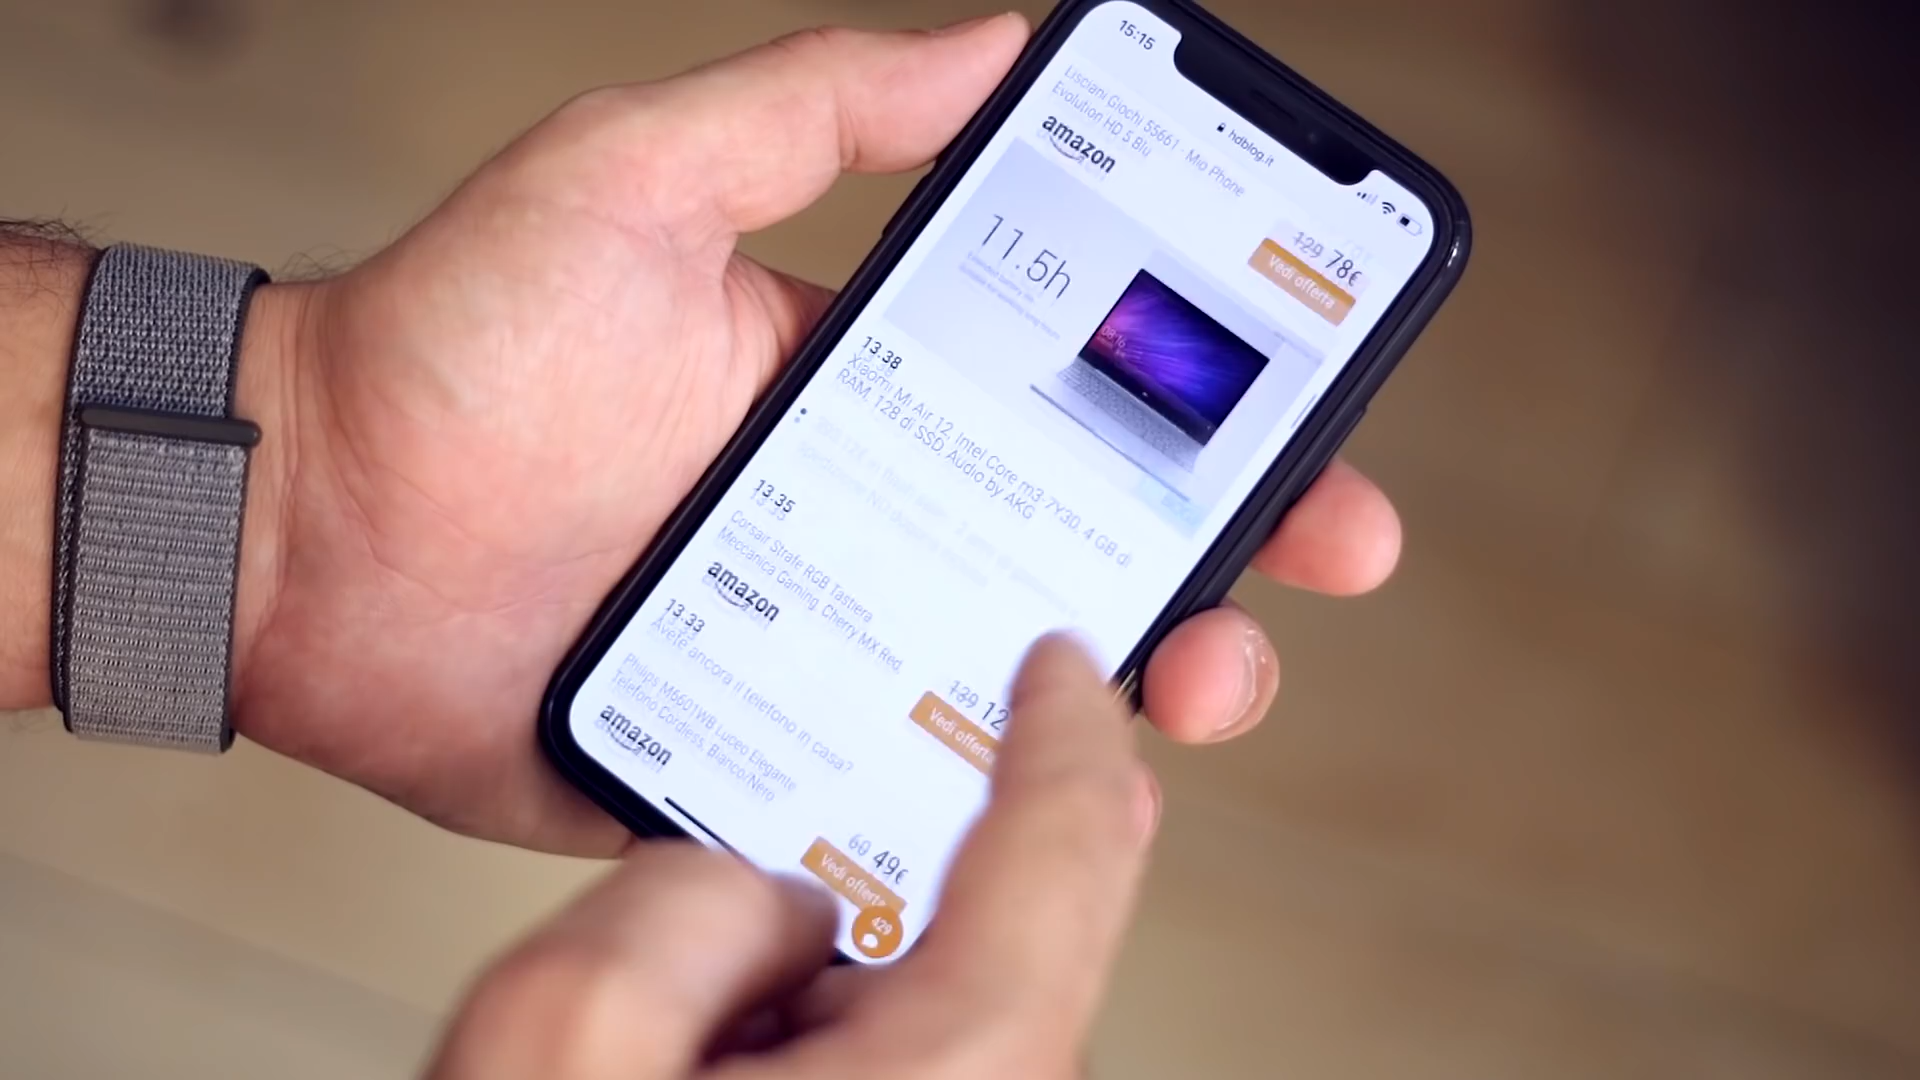 15:15
hdblog.it
Lisciani Giochi 55661 - Mio Phone
Evolution HD 5 Blu
amazon
129 78€
Vedi offerta
11.5h
08:16
13.38
Xiaomi Mi Air 12, Intel Core m3-7Y30, 4 GB di
RAM, 128 di SSD, Audio by AKG
13.35
Corsair Strafe RGB Tastiera
Meccanica Gaming, Cherry MX Red,
amazon
139 12
Vedi offerta
13.33
Avete ancora il telefono in casa?
Philips M6601WB Luceo Elegante
Telefono Cordless, Bianco/Nero
amazon
60 49€
Vedi offerta
429